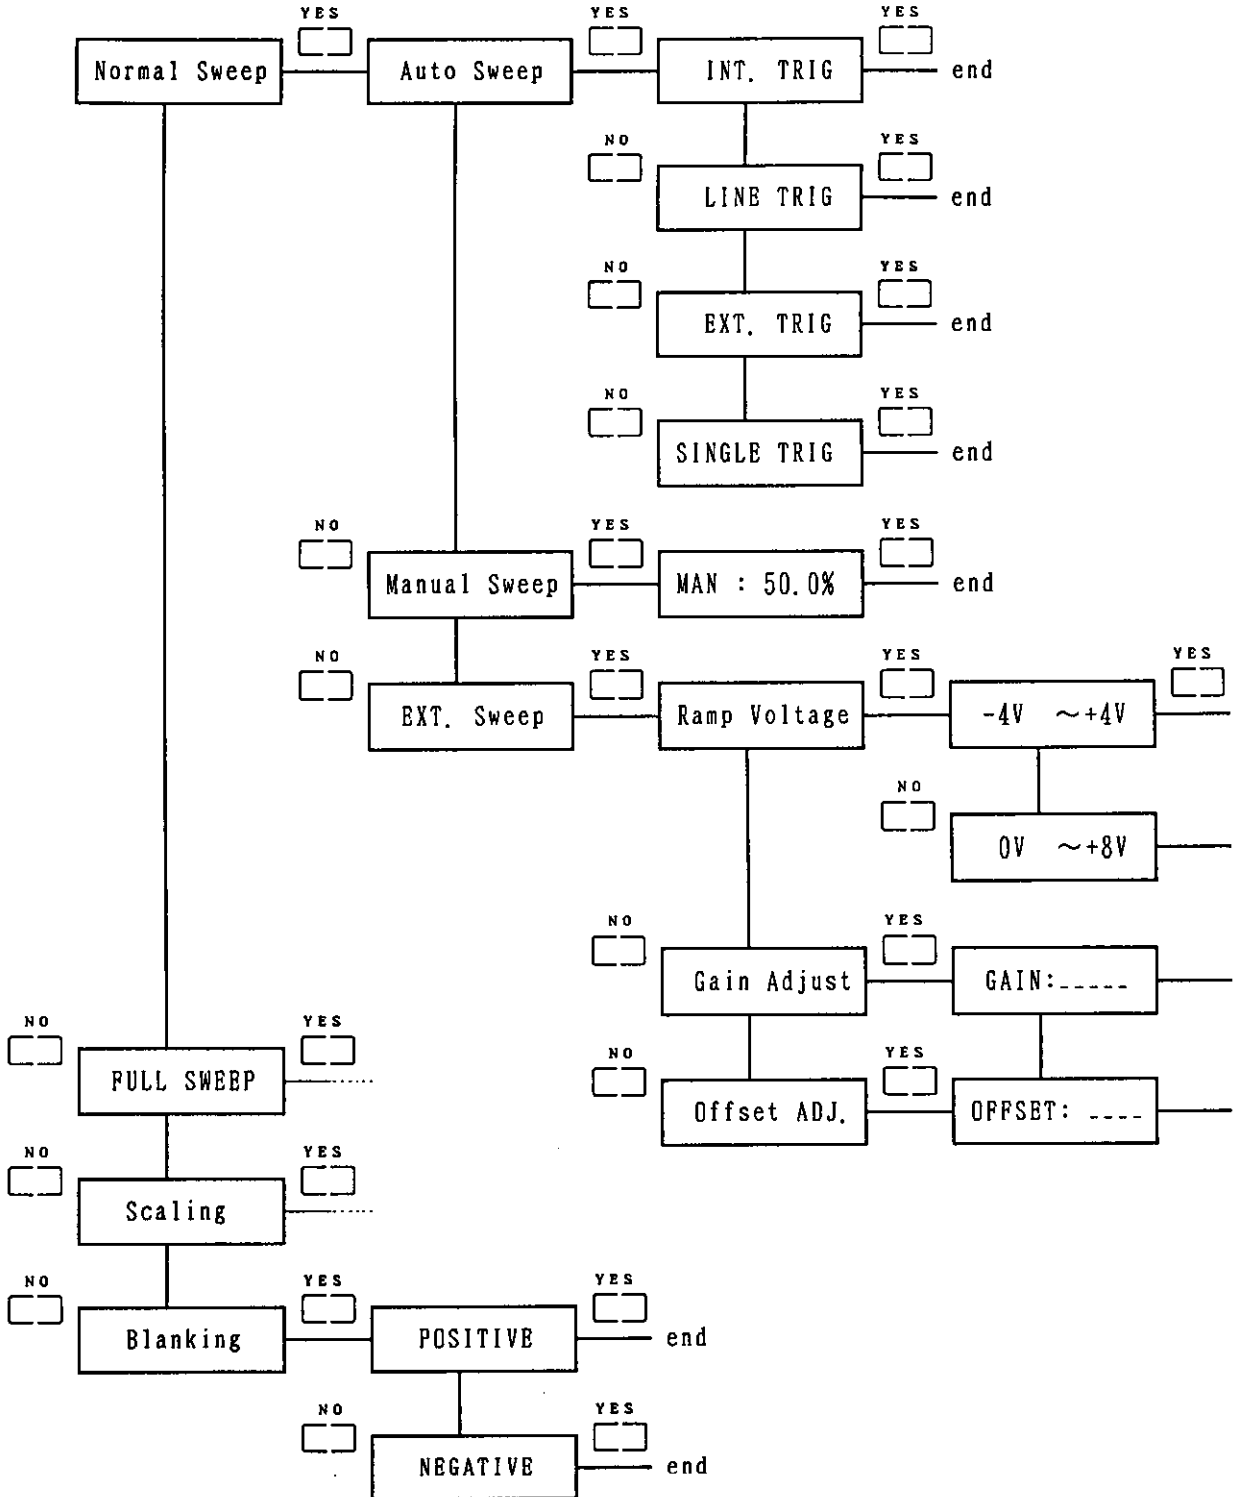 YES YES YES
Normal Sweep Auto Sweep INT. TRIG end
NO YES
LINE TRIG end
NO YES
EXT. TRIG end
NO YES
SINGLE TRIG end
NO YES YES
Manual Sweep MAN : 50.0% end
NO YES YES YES
EXT. Sweep Ramp Voltage -4V ~+4V
NO
0V ~+8V
NO YES
Gain Adjust GAIN:_____
NO YES
FULL SWEEP
NO YES
Offset ADJ. OFFSET: ____
NO YES
Scaling
NO YES YES
Blanking POSITIVE end
NO YES
NEGATIVE end